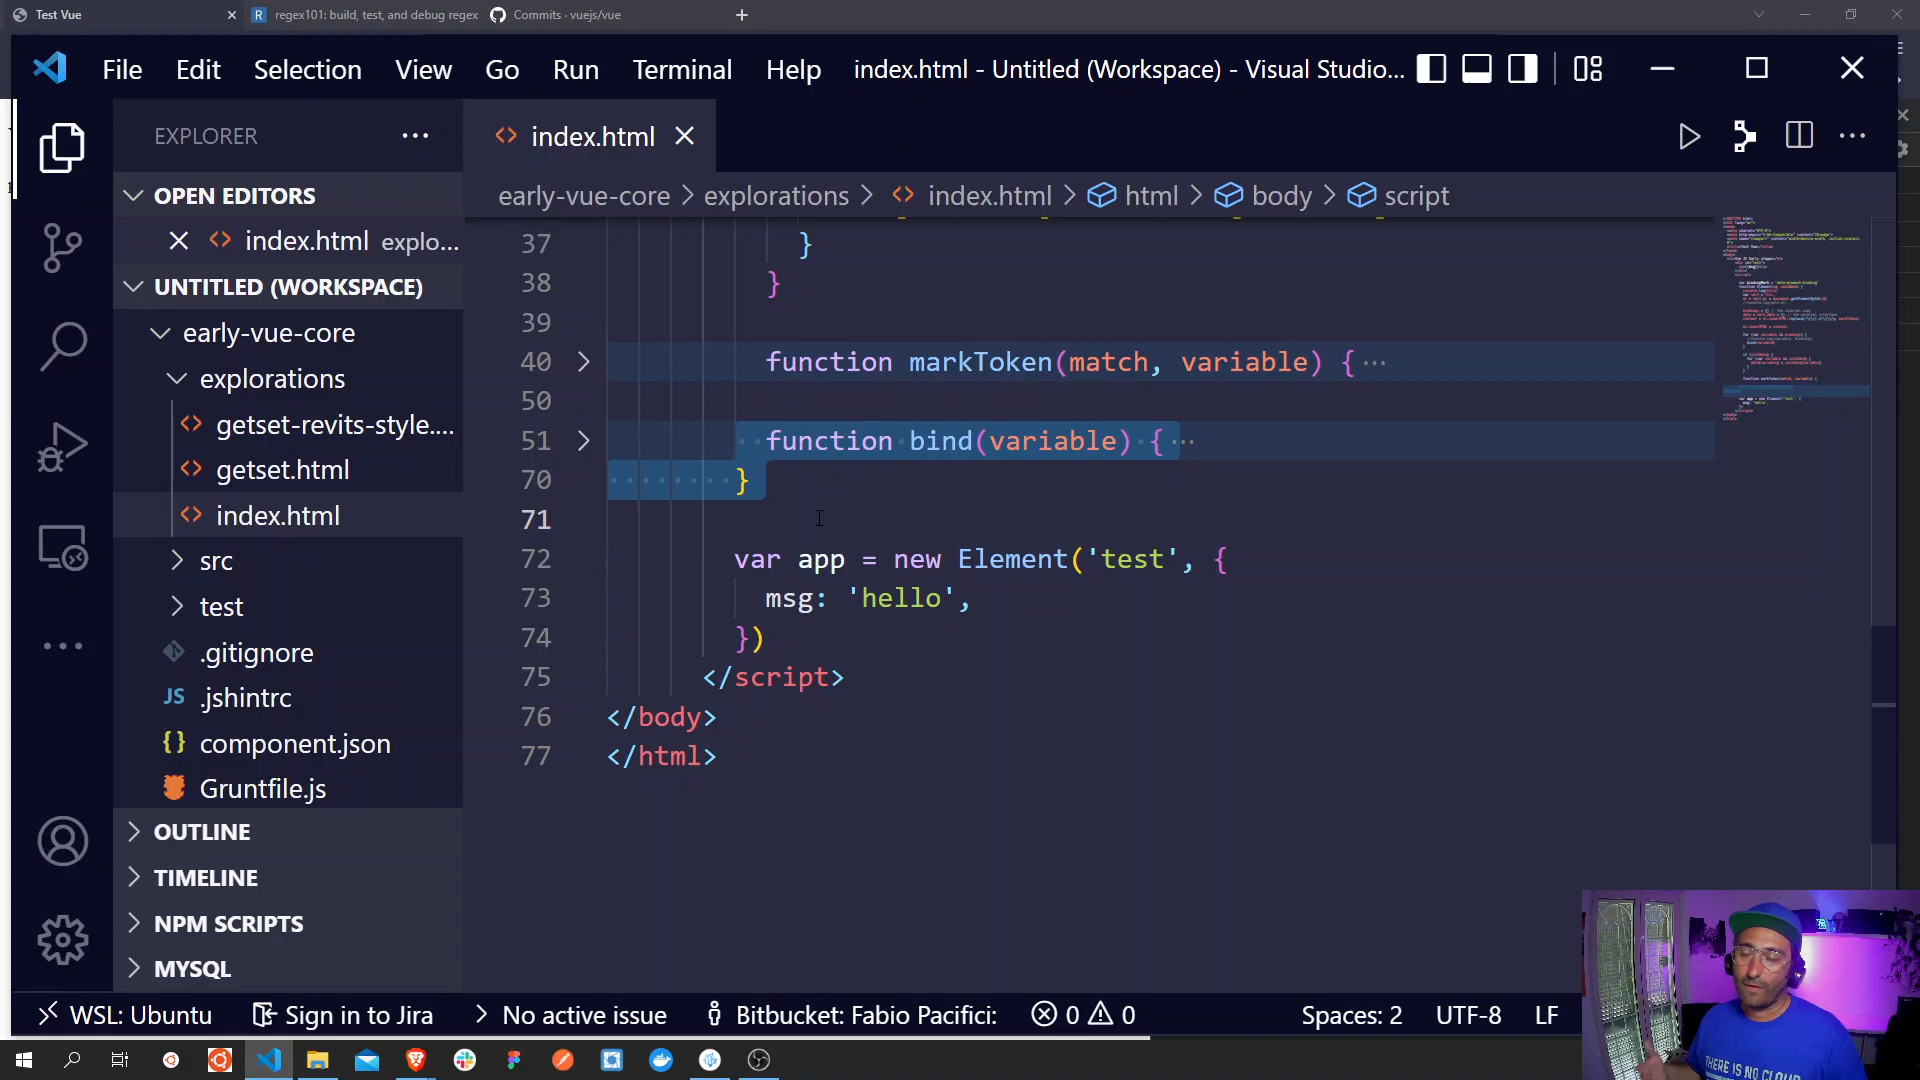 Test Vue
regex101: build, test, and debug regex
Commits · vuejs/vue
File Edit Selection View Go Run Terminal Help
index.html - Untitled (Workspace) - Visual Studio...
EXPLORER
index.html
OPEN EDITORS
index.html explo...
UNTITLED (WORKSPACE)
early-vue-core
explorations
getset-revits-style....
getset.html
index.html
src
test
.gitignore
JS .jshintrc
{} component.json
Gruntfile.js
OUTLINE
TIMELINE
NPM SCRIPTS
MYSQL
early-vue-core > explorations > index.html > html > body > script
37 }
38 }
39
40 function markToken(match, variable) { ...
50
51 function bind(variable) { ...
70 }
71
72 var app = new Element('test', {
73 msg: 'hello',
74 })
75 </script>
76 </body>
77 </html>
WSL: Ubuntu Sign in to Jira No active issue Bitbucket: Fabio Pacifici: 0 0 Spaces: 2 UTF-8 LF
THERE IS NO CLOUD